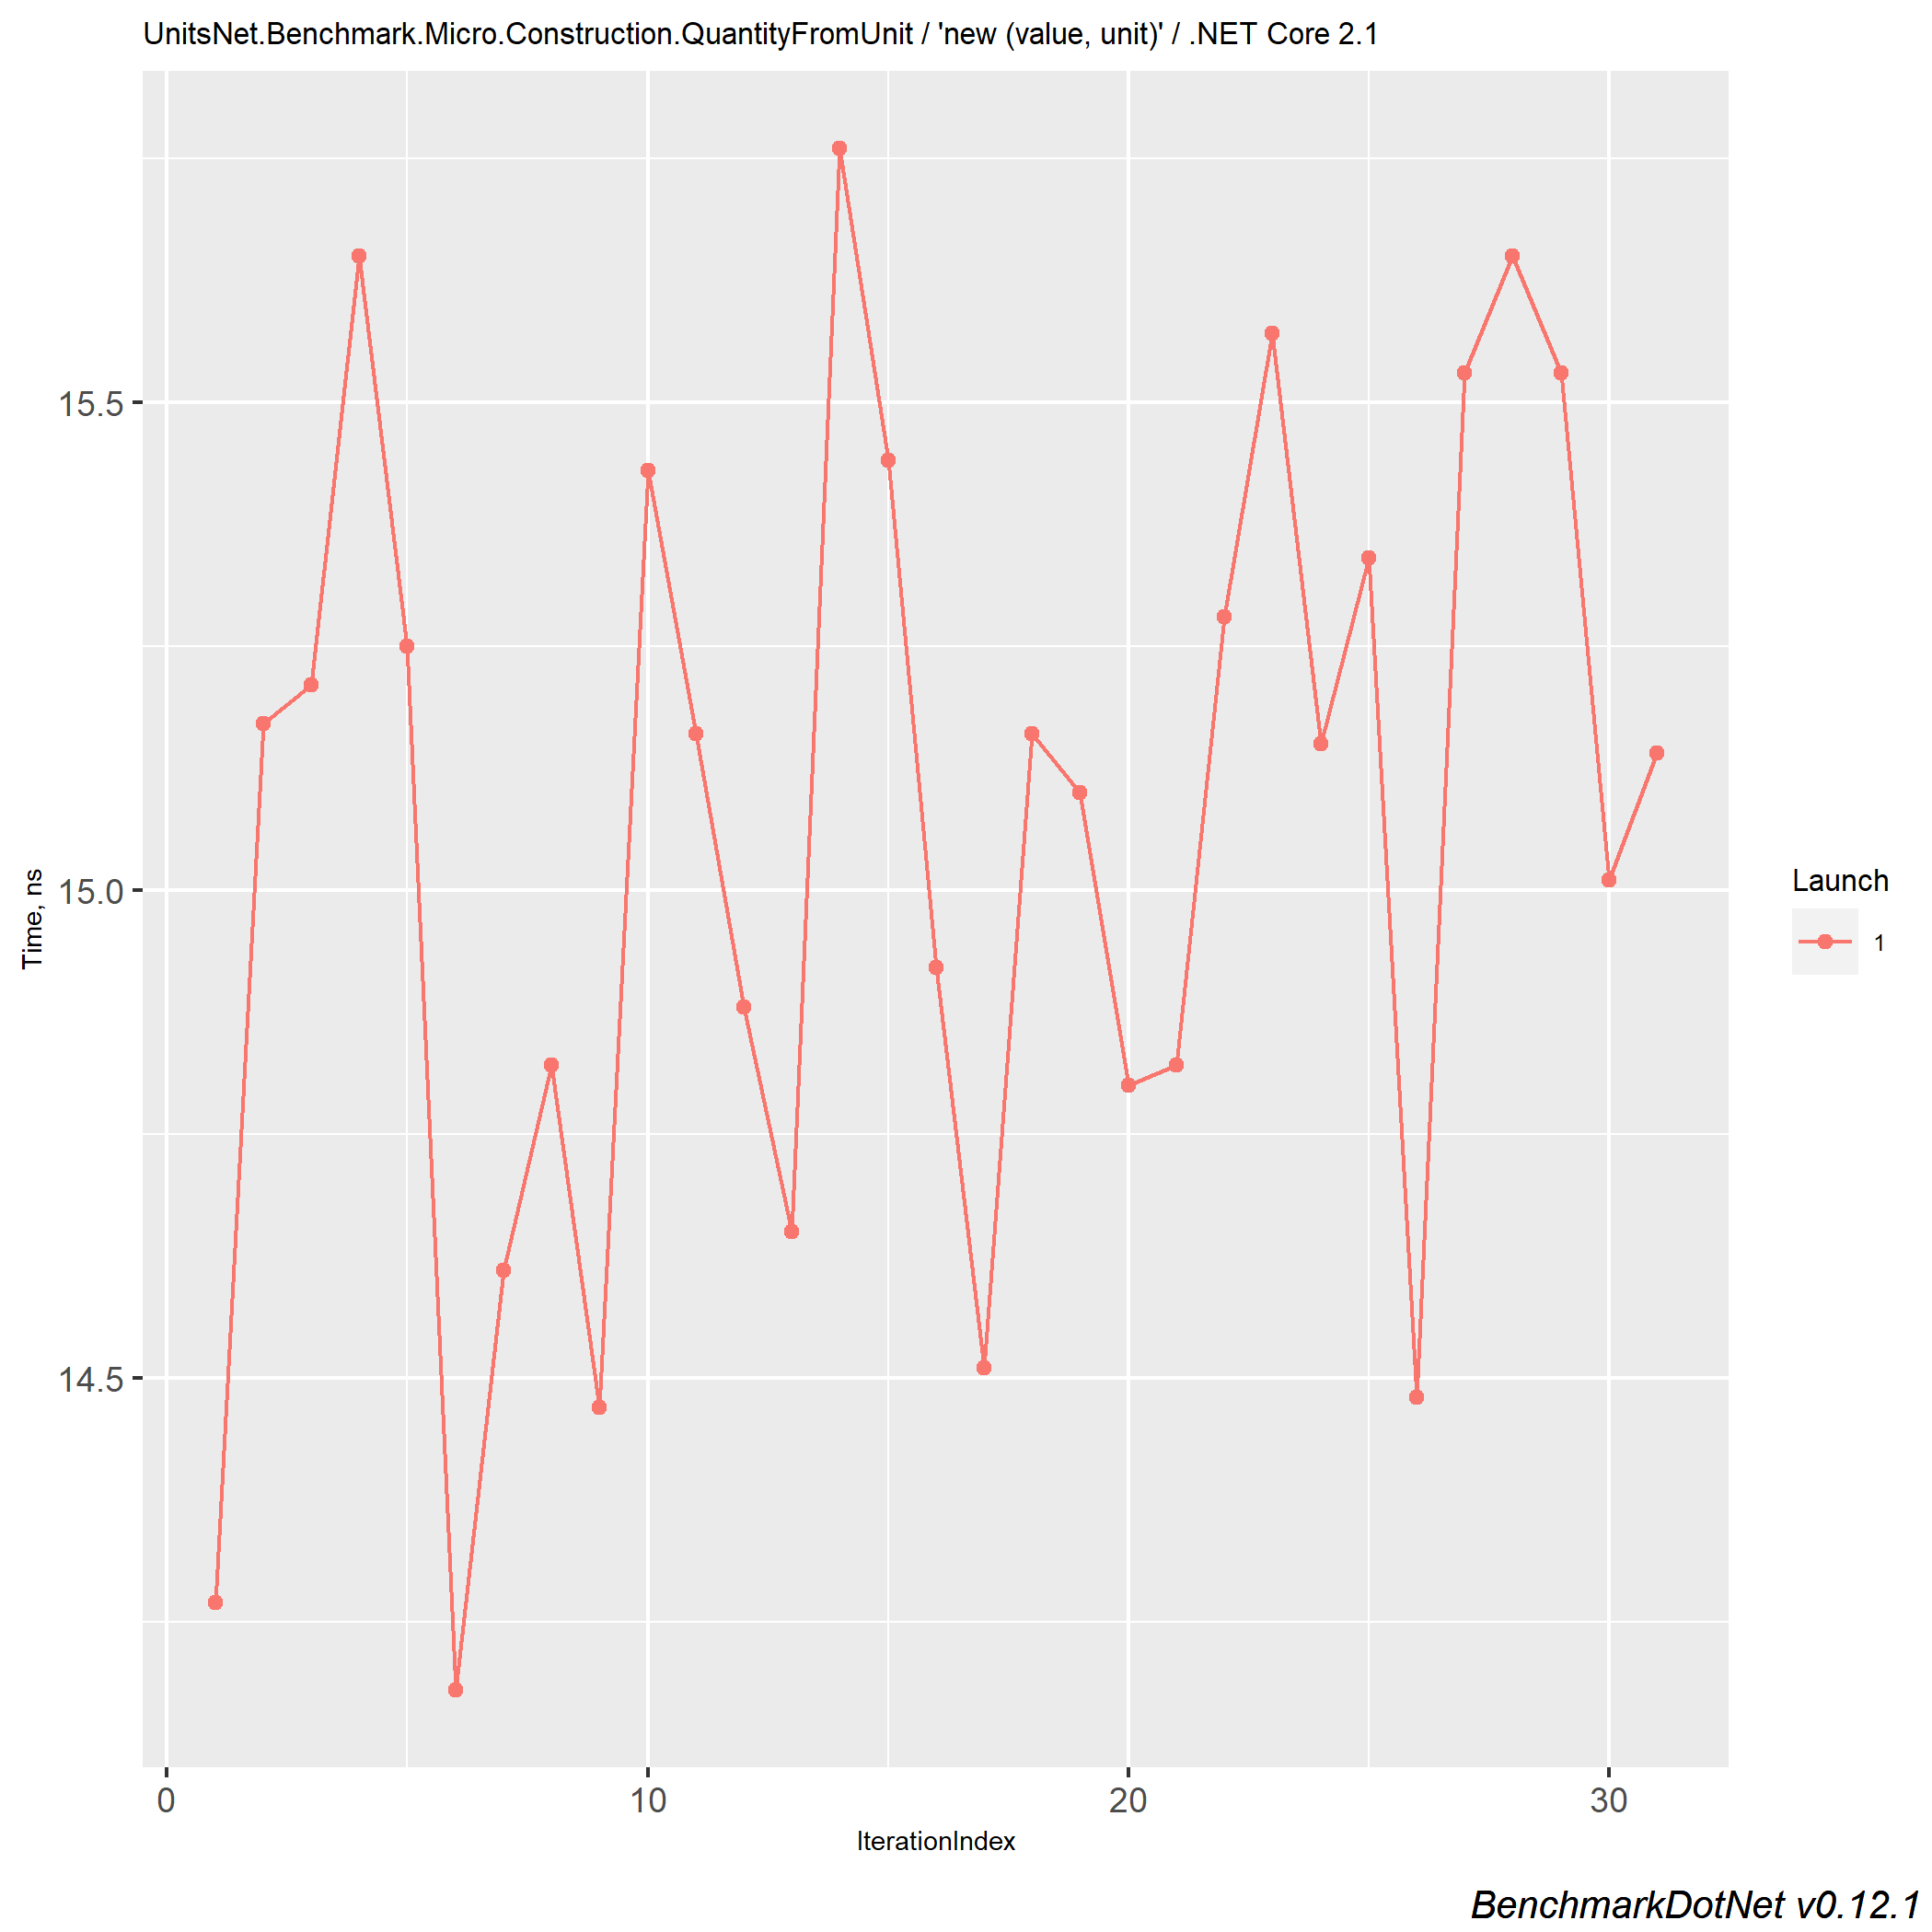 UnitsNet.Benchmark.Micro.Construction.QuantityFromUnit / 'new (value, unit)' / .NET Core 2.1
Time, ns
15.5
15.0
14.5
0 10 20 30
IterationIndex
Launch
1
BenchmarkDotNet v0.12.1